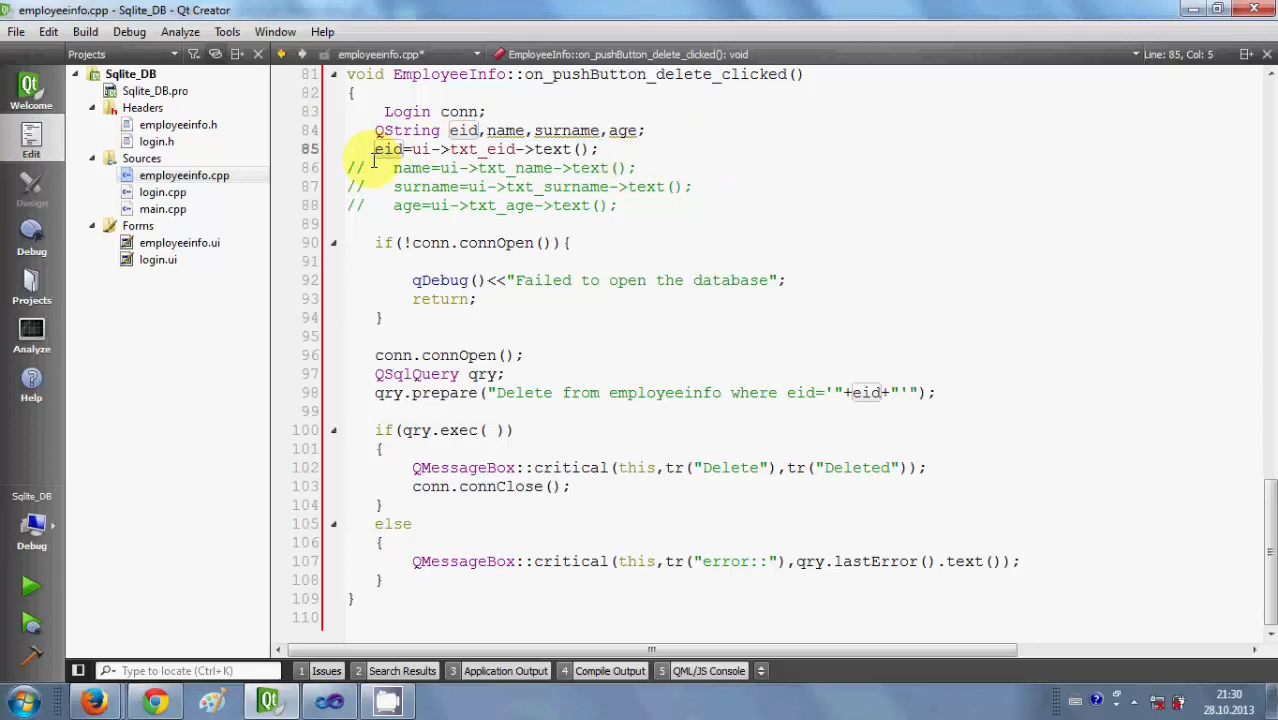 employeeinfo.cpp - Sqlite_DB - Qt Creator
File Edit Build Debug Analyze Tools Window Help
Projects employeeinfo.cpp* EmployeeInfo::on_pushButton_delete_clicked(): void Line: 85, Col: 5
Welcome
Edit
Design
Debug
Projects
Analyze
Help
Sqlite_DB
Debug
Sqlite_DB
Sqlite_DB.pro
Headers
employeeinfo.h
login.h
Sources
employeeinfo.cpp
login.cpp
main.cpp
Forms
employeeinfo.ui
login.ui
81 void EmployeeInfo::on_pushButton_delete_clicked()
82 {
83 Login conn;
84 QString eid,name,surname,age;
85 eid=ui->txt_eid->text();
86 // name=ui->txt_name->text();
87 // surname=ui->txt_surname->text();
88 // age=ui->txt_age->text();
89
90 if(!conn.connOpen()){
91
92 qDebug()<<"Failed to open the database";
93 return;
94 }
95
96 conn.connOpen();
97 QSqlQuery qry;
98 qry.prepare("Delete from employeeinfo where eid='"+eid+"'");
99
100 if(qry.exec( ))
101 {
102 QMessageBox::critical(this,tr("Delete"),tr("Deleted"));
103 conn.connClose();
104 }
105 else
106 {
107 QMessageBox::critical(this,tr("error::"),qry.lastError().text());
108 }
109 }
110
Type to locate (Ctrl+K) 1 Issues 2 Search Results 3 Application Output 4 Compile Output 5 QML/JS Console
21:30
28.10.2013